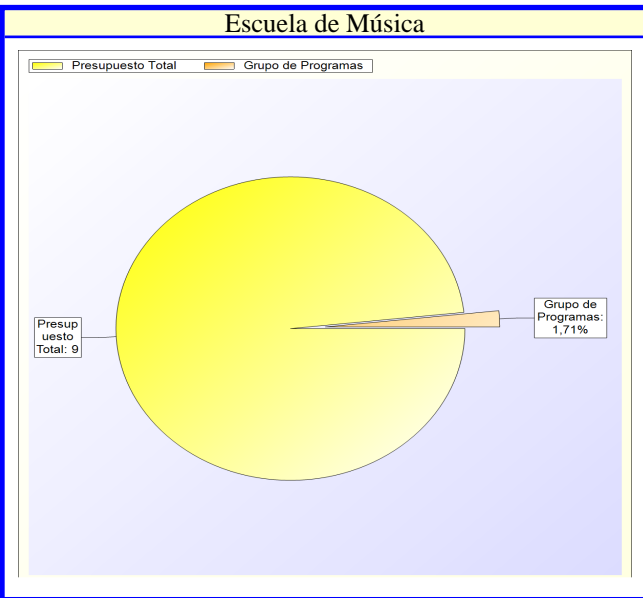 Escuela de Música
Presupuesto Total Grupo de Programas
Grupo de
Programas:
1,71%
Presup
uesto
Total: 9